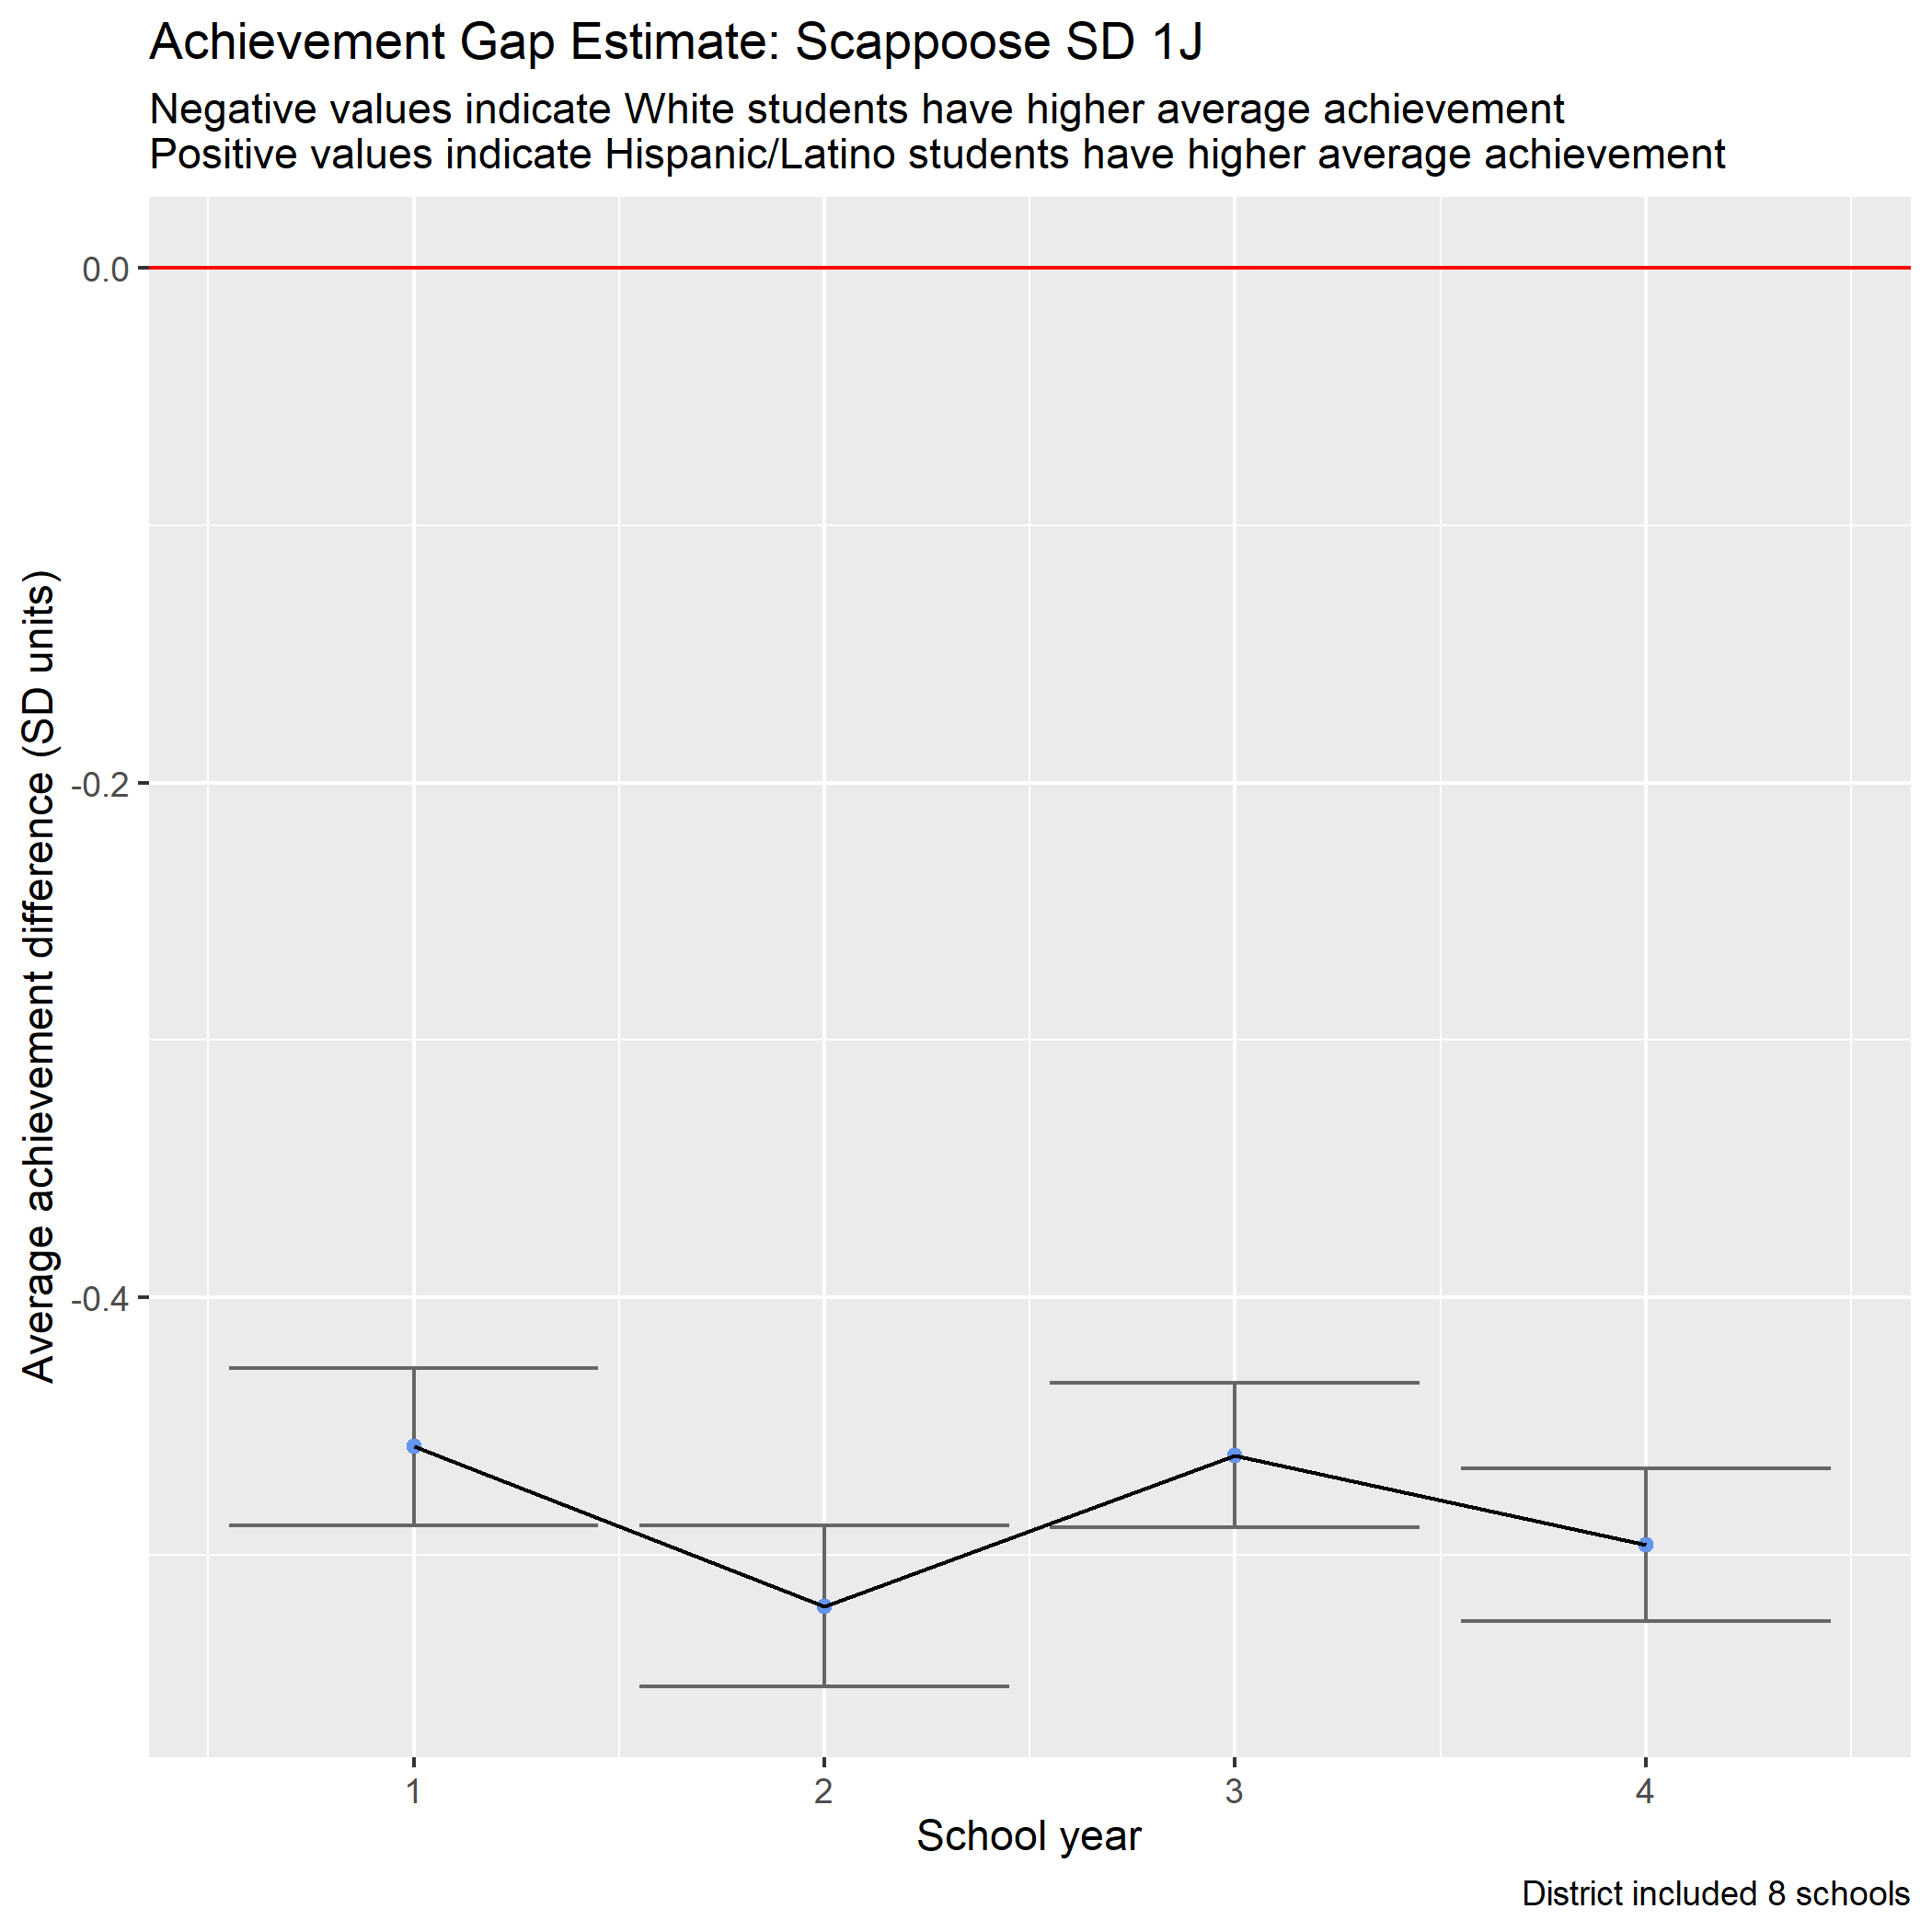 Achievement Gap Estimate: Scappoose SD 1J
Negative values indicate White students have higher average achievement
Positive values indicate Hispanic/Latino students have higher average achievement
Average achievement difference (SD units)
0.0
-0.2
-0.4
1
2
3
4
School year
District included 8 schools